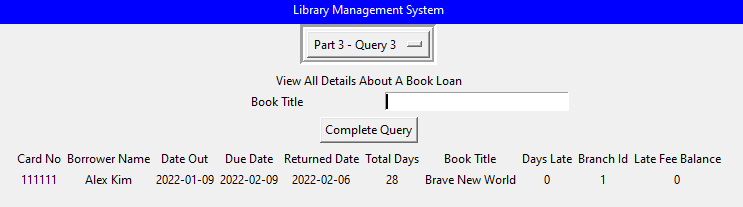 Library Management System
Part 3 - Query 3
View All Details About A Book Loan
Book Title
Complete Query
Card No Borrower Name Date Out Due Date Returned Date Total Days Book Title Days Late Branch Id Late Fee Balance
111111 Alex Kim 2022-01-09 2022-02-09 2022-02-06 28 Brave New World 0 1 0